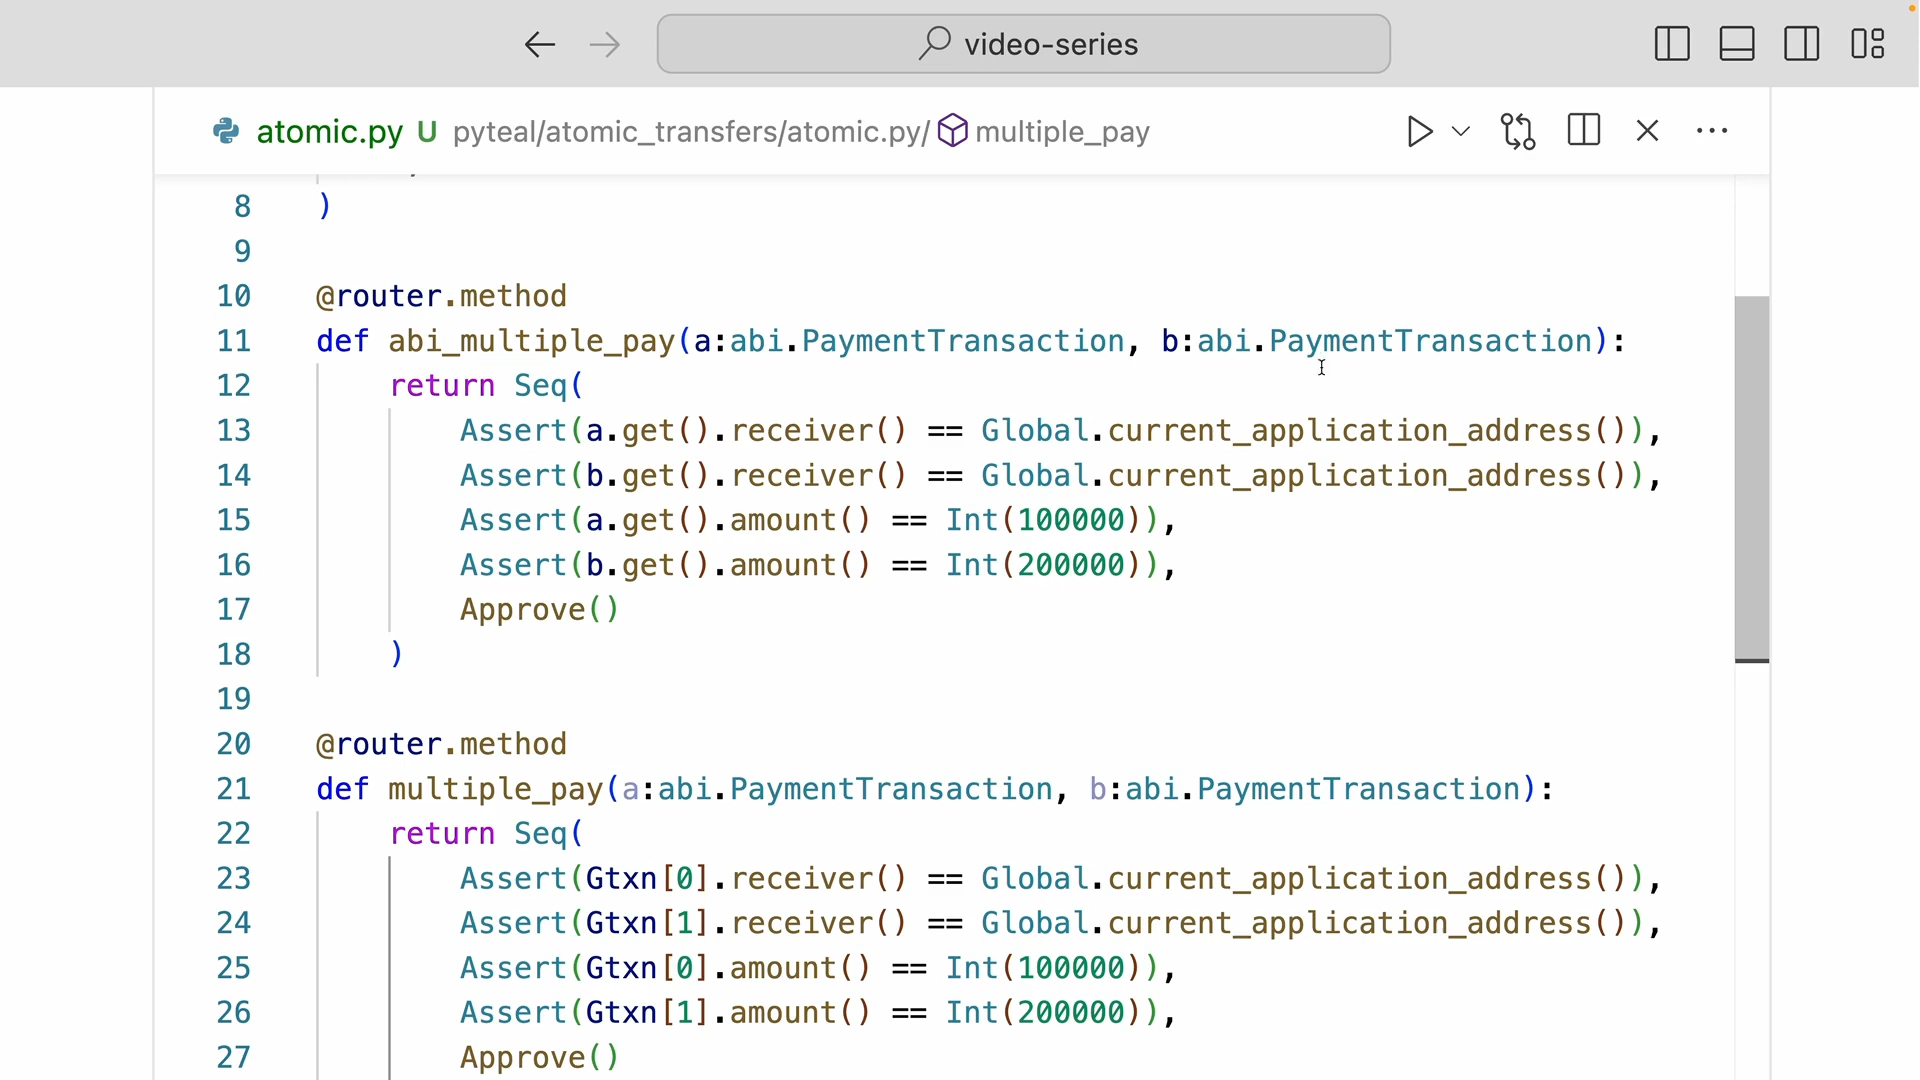 video-series
atomic.py U pyteal/atomic_transfers/atomic.py/ multiple_pay
8 )
9
10 @router.method
11 def abi_multiple_pay(a:abi.PaymentTransaction, b:abi.PaymentTransaction):
12 return Seq(
13 Assert(a.get().receiver() == Global.current_application_address()),
14 Assert(b.get().receiver() == Global.current_application_address()),
15 Assert(a.get().amount() == Int(100000)),
16 Assert(b.get().amount() == Int(200000)),
17 Approve()
18 )
19
20 @router.method
21 def multiple_pay(a:abi.PaymentTransaction, b:abi.PaymentTransaction):
22 return Seq(
23 Assert(Gtxn[0].receiver() == Global.current_application_address()),
24 Assert(Gtxn[1].receiver() == Global.current_application_address()),
25 Assert(Gtxn[0].amount() == Int(100000)),
26 Assert(Gtxn[1].amount() == Int(200000)),
27 Approve()